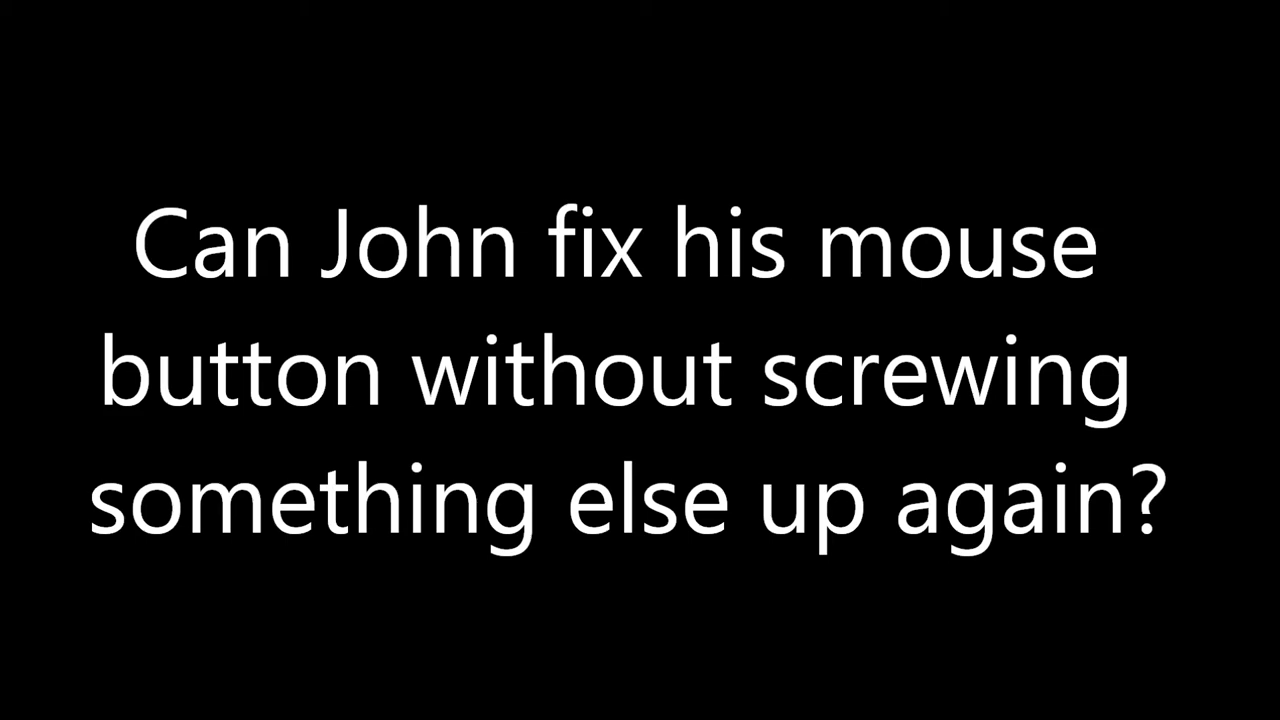 Can John fix his mouse
button without screwing
something else up again?